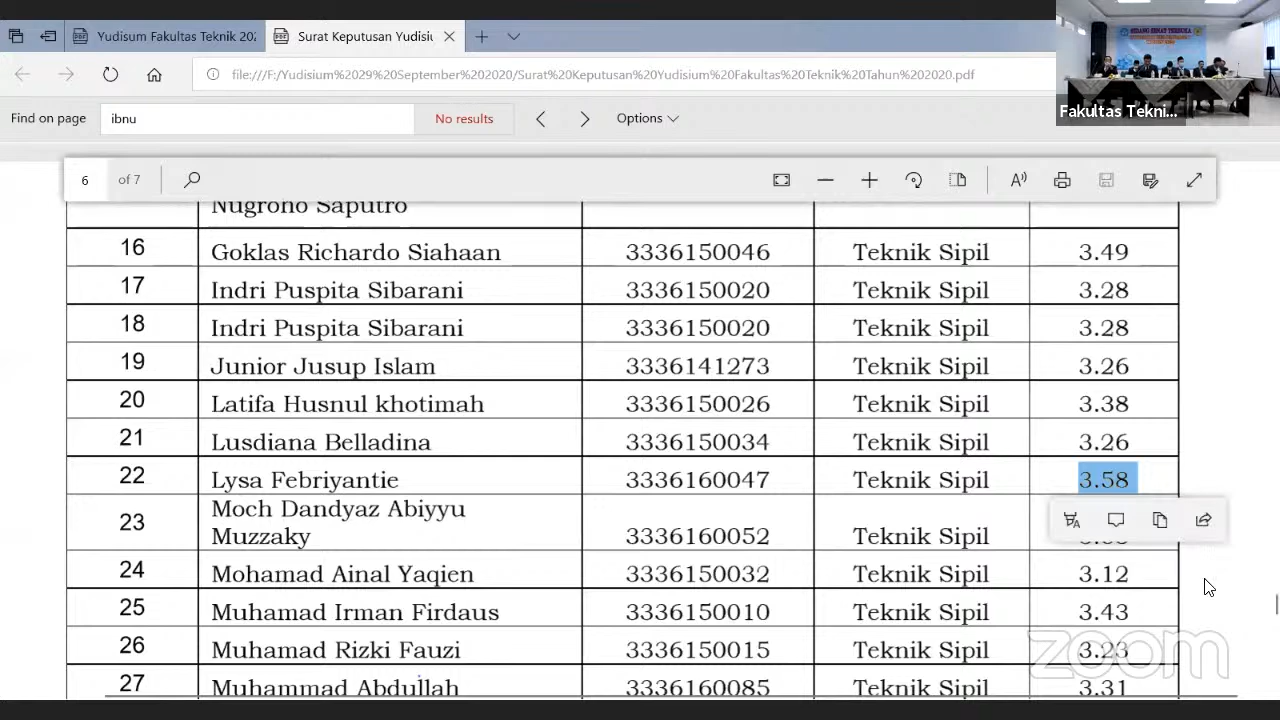 Yudisum Fakultas Teknik 202
Surat Keputusan Yudisiu
file:///F:/Yudisium%2029%20September%202020/Surat%20Keputusan%20Yudisium%20Fakultas%20Teknik%20Tahun%202020.pdf
Find on page ibnu No results Options
6 of 7
Nugroho Saputro
16 Goklas Richardo Siahaan 3336150046 Teknik Sipil 3.49
17 Indri Puspita Sibarani 3336150020 Teknik Sipil 3.28
18 Indri Puspita Sibarani 3336150020 Teknik Sipil 3.28
19 Junior Jusup Islam 3336141273 Teknik Sipil 3.26
20 Latifa Husnul khotimah 3336150026 Teknik Sipil 3.38
21 Lusdiana Belladina 3336150034 Teknik Sipil 3.26
22 Lysa Febriyantie 3336160047 Teknik Sipil 3.58
23 Moch Dandyaz Abiyyu
Muzzaky 3336160052 Teknik Sipil
24 Mohamad Ainal Yaqien 3336150032 Teknik Sipil 3.12
25 Muhamad Irman Firdaus 3336150010 Teknik Sipil 3.43
26 Muhamad Rizki Fauzi 3336150015 Teknik Sipil 3.23
27 Muhammad Abdullah 3336160085 Teknik Sipil 3.31
SIDANG SENAT TERBUKA
Fakultas Tekni...
zoom